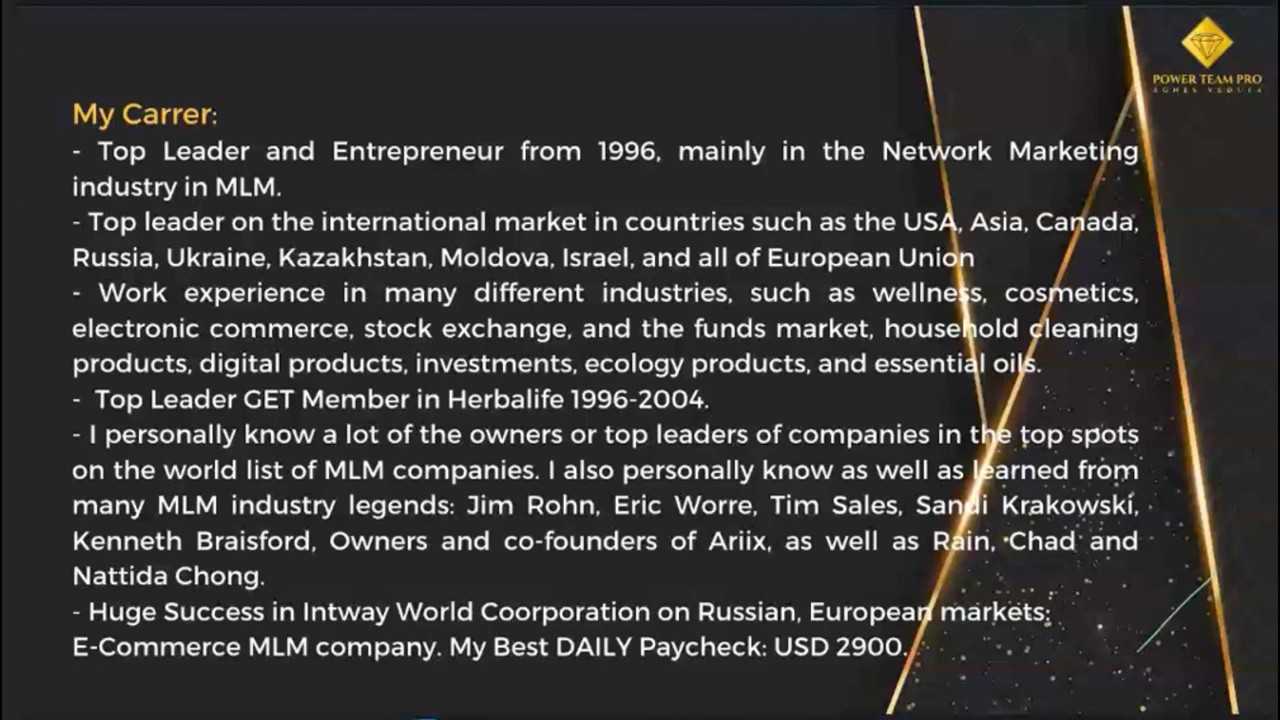 POWER TEAM PRO
AGNES VEDUTA
My Carrer:
- Top Leader and Entrepreneur from 1996, mainly in the Network Marketing
industry in MLM.
- Top leader on the international market in countries such as the USA, Asia, Canada,
Russia, Ukraine, Kazakhstan, Moldova, Israel, and all of European Union
- Work experience in many different industries, such as wellness, cosmetics,
electronic commerce, stock exchange, and the funds market, household cleaning
products, digital products, investments, ecology products, and essential oils.
- Top Leader GET Member in Herbalife 1996-2004.
- I personally know a lot of the owners or top leaders of companies in the top spots
on the world list of MLM companies. I also personally know as well as learned from
many MLM industry legends: Jim Rohn, Eric Worre, Tim Sales, Sandi Krakowski,
Kenneth Braisford, Owners and co-founders of Ariix, as well as Rain, Chad and
Nattida Chong.
- Huge Success in Intway World Coorporation on Russian, European markets:
E-Commerce MLM company. My Best DAILY Paycheck: USD 2900.